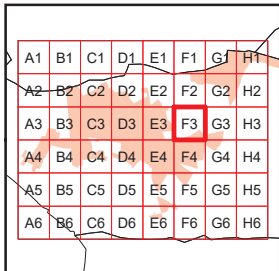 A1 B1 C1 D1 E1 F1 G1 H1
A2 B2 C2 D2 E2 F2 G2 H2
A3 B3 C3 D3 E3 F3 G3 H3
A4 B4 C4 D4 E4 F4 G4 H4
A5 B5 C5 D5 E5 F5 G5 H5
A6 B6 C6 D6 E6 F6 G6 H6